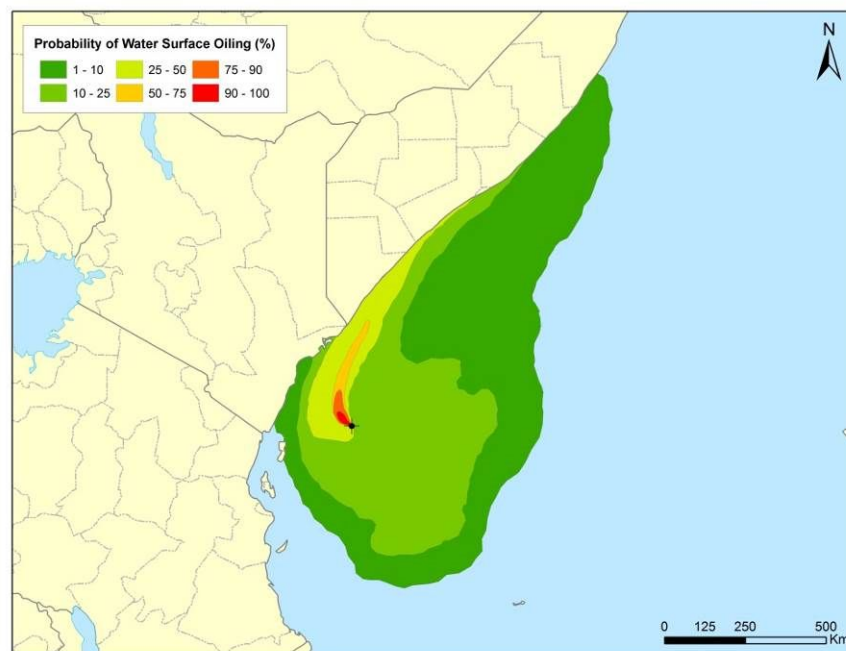 Probability of Water Surface Oiling (%)
1 - 10 25 - 50 75 - 90
10 - 25 50 - 75 90 - 100
N
0 125 250 500
Km